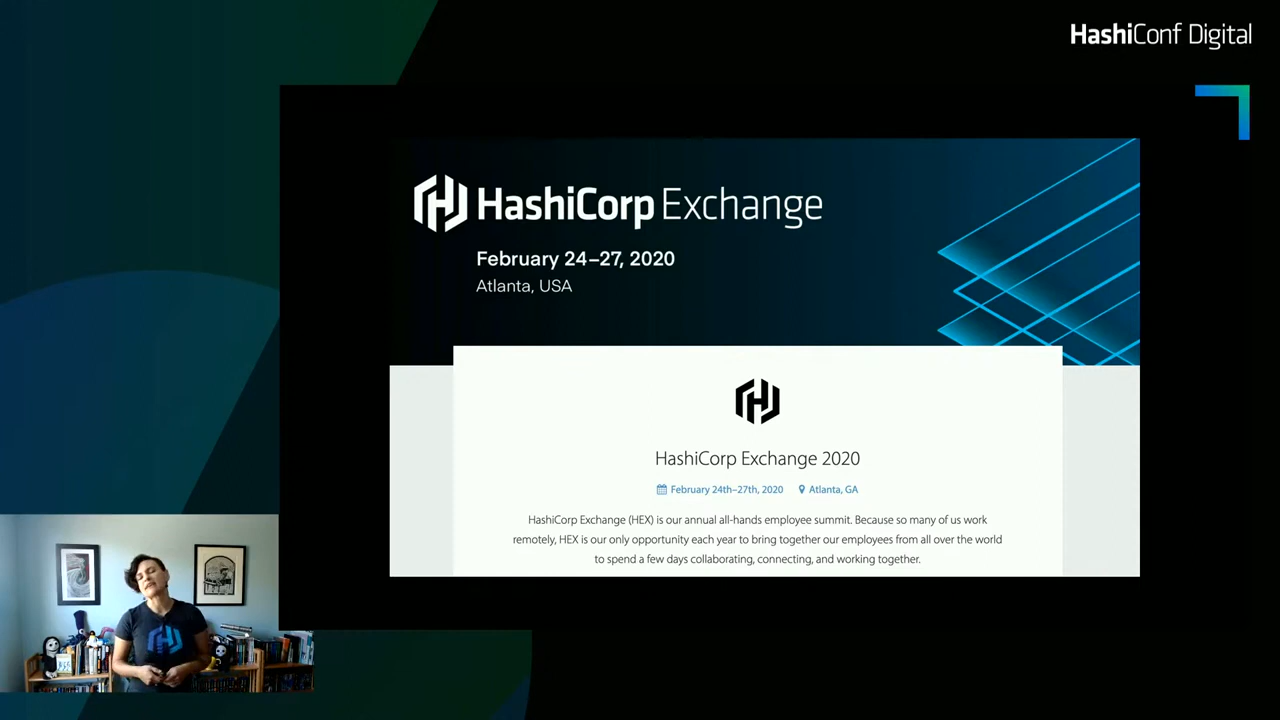 HashiConf Digital
HashiCorp Exchange
February 24–27, 2020
Atlanta, USA
HashiCorp Exchange 2020
February 24th–27th, 2020 Atlanta, GA
HashiCorp Exchange (HEX) is our annual all-hands employee summit. Because so many of us work
remotely, HEX is our only opportunity each year to bring together our employees from all over the world
to spend a few days collaborating, connecting, and working together.